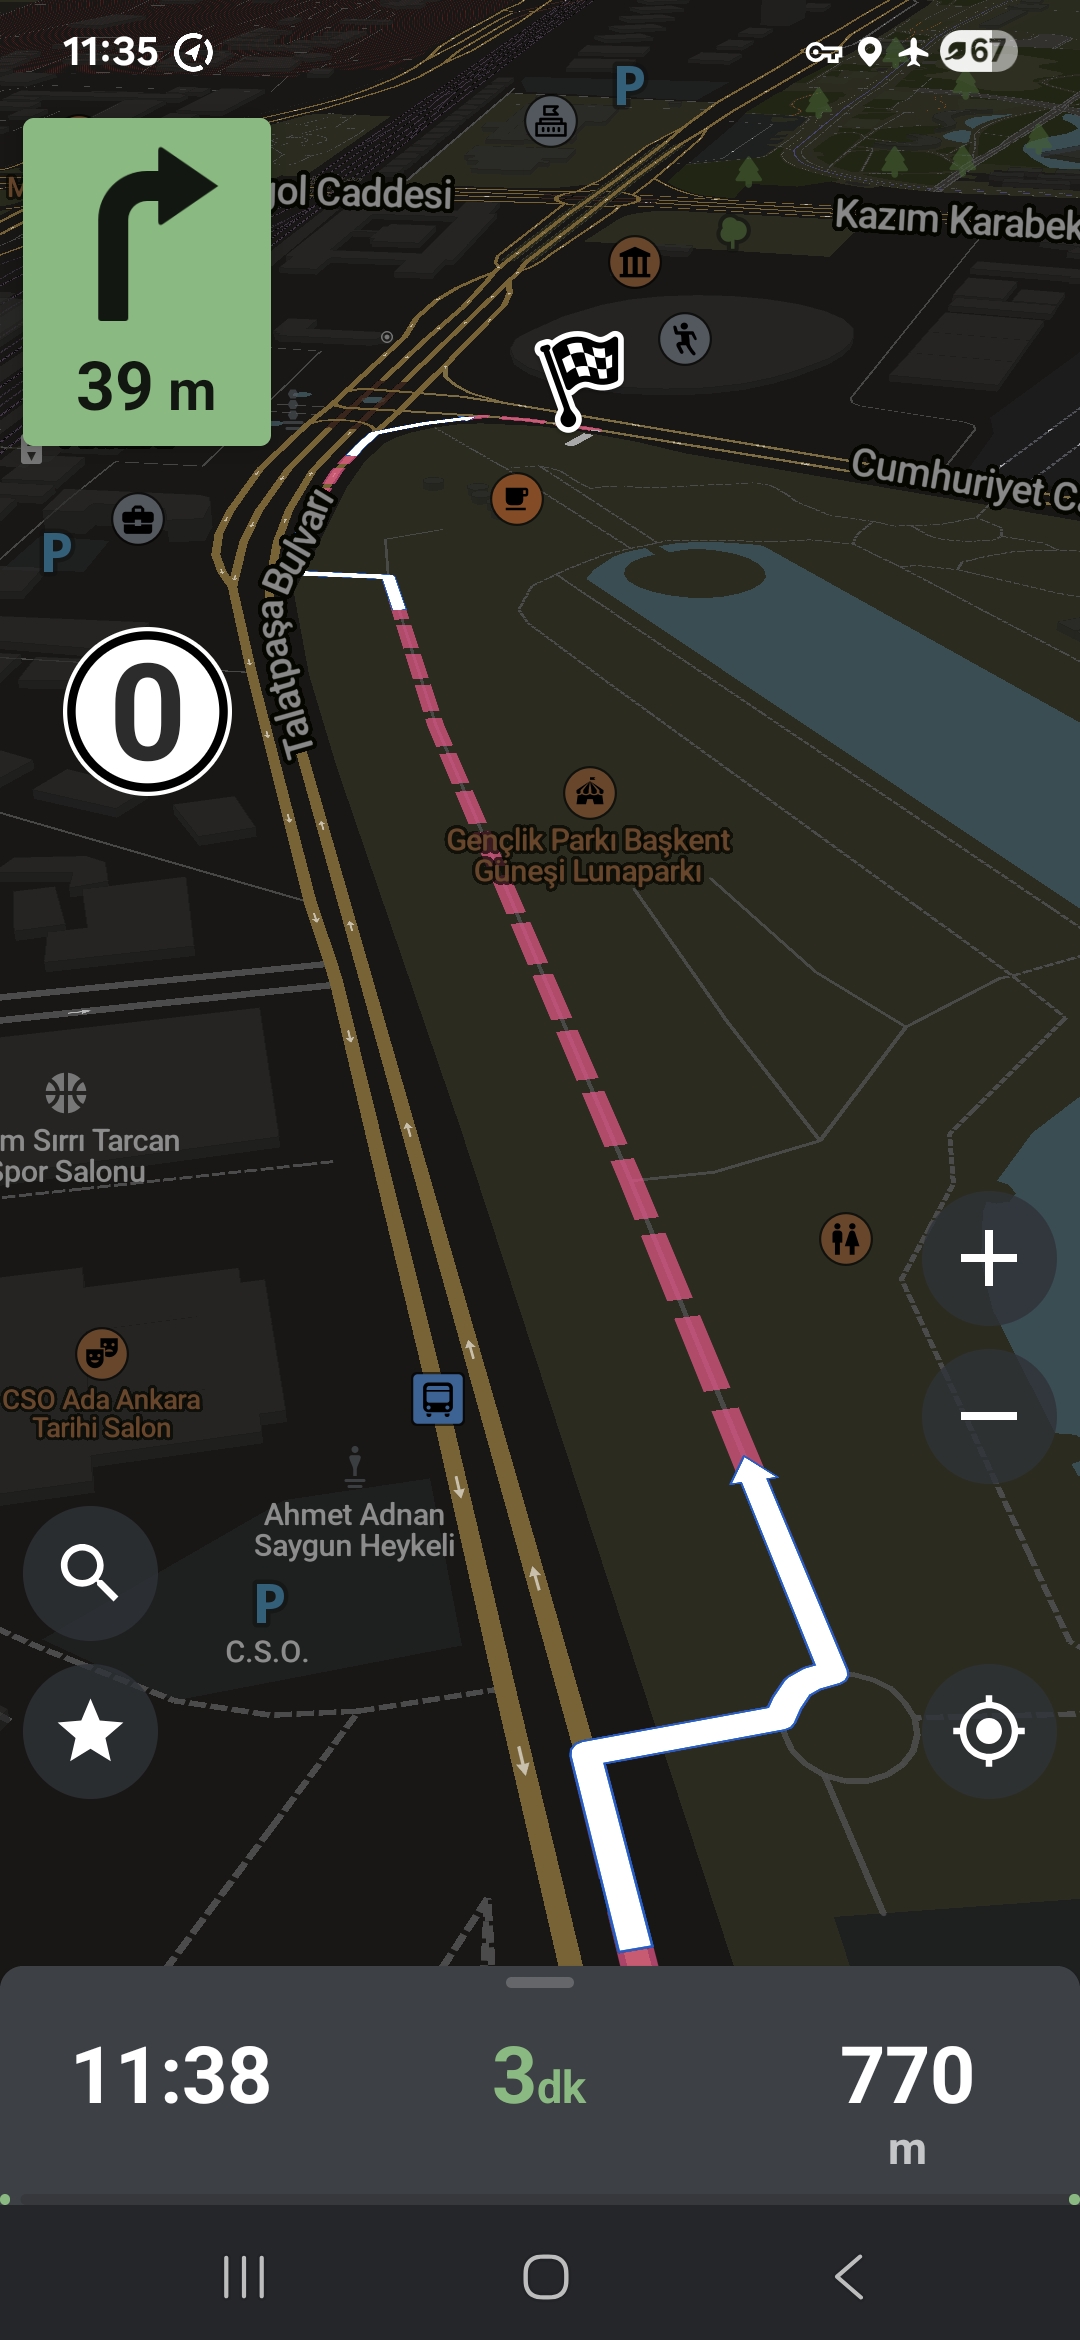 11:35
67
P
gol Caddesi
Kazım Karabek
39 m
Cumhuriyet C
P
Talatpaşa Bulvarı
0
Gençlik Parkı Başkent
Güneşi Lunaparkı
m Sırrı Tarcan
Spor Salonu
CSO Ada Ankara
Tarihi Salon
Ahmet Adnan
Saygun Heykeli
P
C.S.O.
11:38
3dk
770
m